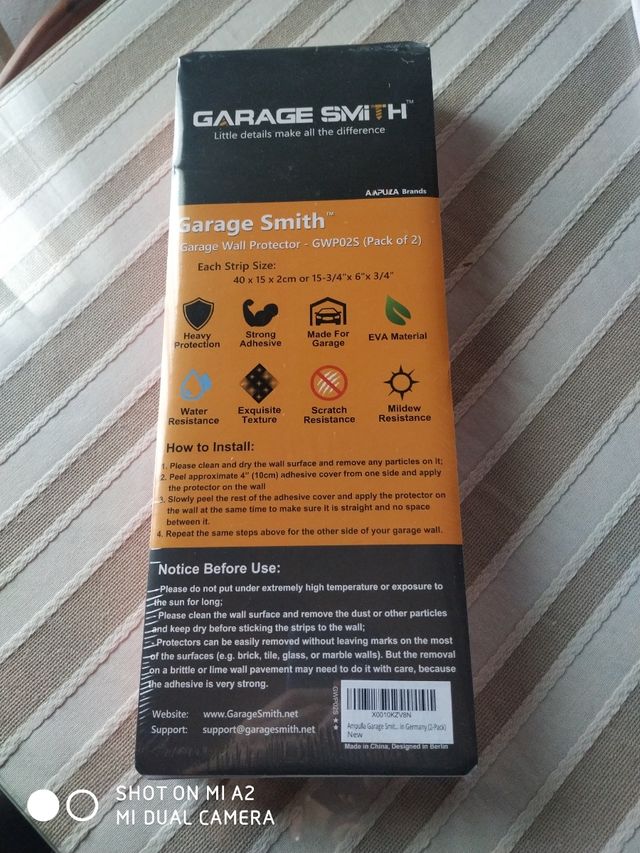 GARAGE SMiTH™
Little details make all the difference
AMPULLA Brands
Garage Smith™
Garage Wall Protector - GWP02S (Pack of 2)
Each Strip Size:
40 x 15 x 2cm or 15-3/4"x 6"x 3/4"
Heavy Protection
Strong Adhesive
Made For Garage
EVA Material
Water Resistance
Exquisite Texture
Scratch Resistance
Mildew Resistance
How to Install:
1. Please clean and dry the wall surface and remove any particles on it;
2. Peel approximate 4" (10cm) adhesive cover from one side and apply
the protector on the wall
3. Slowly peel the rest of the adhesive cover and apply the protector on
the wall at the same time to make sure it is straight and no space
between it.
4. Repeat the same steps above for the other side of your garage wall.
Notice Before Use:
- Please do not put under extremely high temperature or exposure to
the sun for long;
- Please clean the wall surface and remove the dust or other particles
and keep dry before sticking the strips to the wall;
- Protectors can be easily removed without leaving marks on the most
of the surfaces (e.g. brick, tile, glass, or marble walls). But the removal
on a brittle or lime wall pavement may need to do it with care, because
the adhesive is very strong.
Website: www.GarageSmith.net
Support: support@garagesmith.net
GWP02S
X0010KZV8N
Ampulla Garage Smit... in Germany (2-Pack)
New
Made in China, Designed in Berlin
SHOT ON MI A2
MI DUAL CAMERA